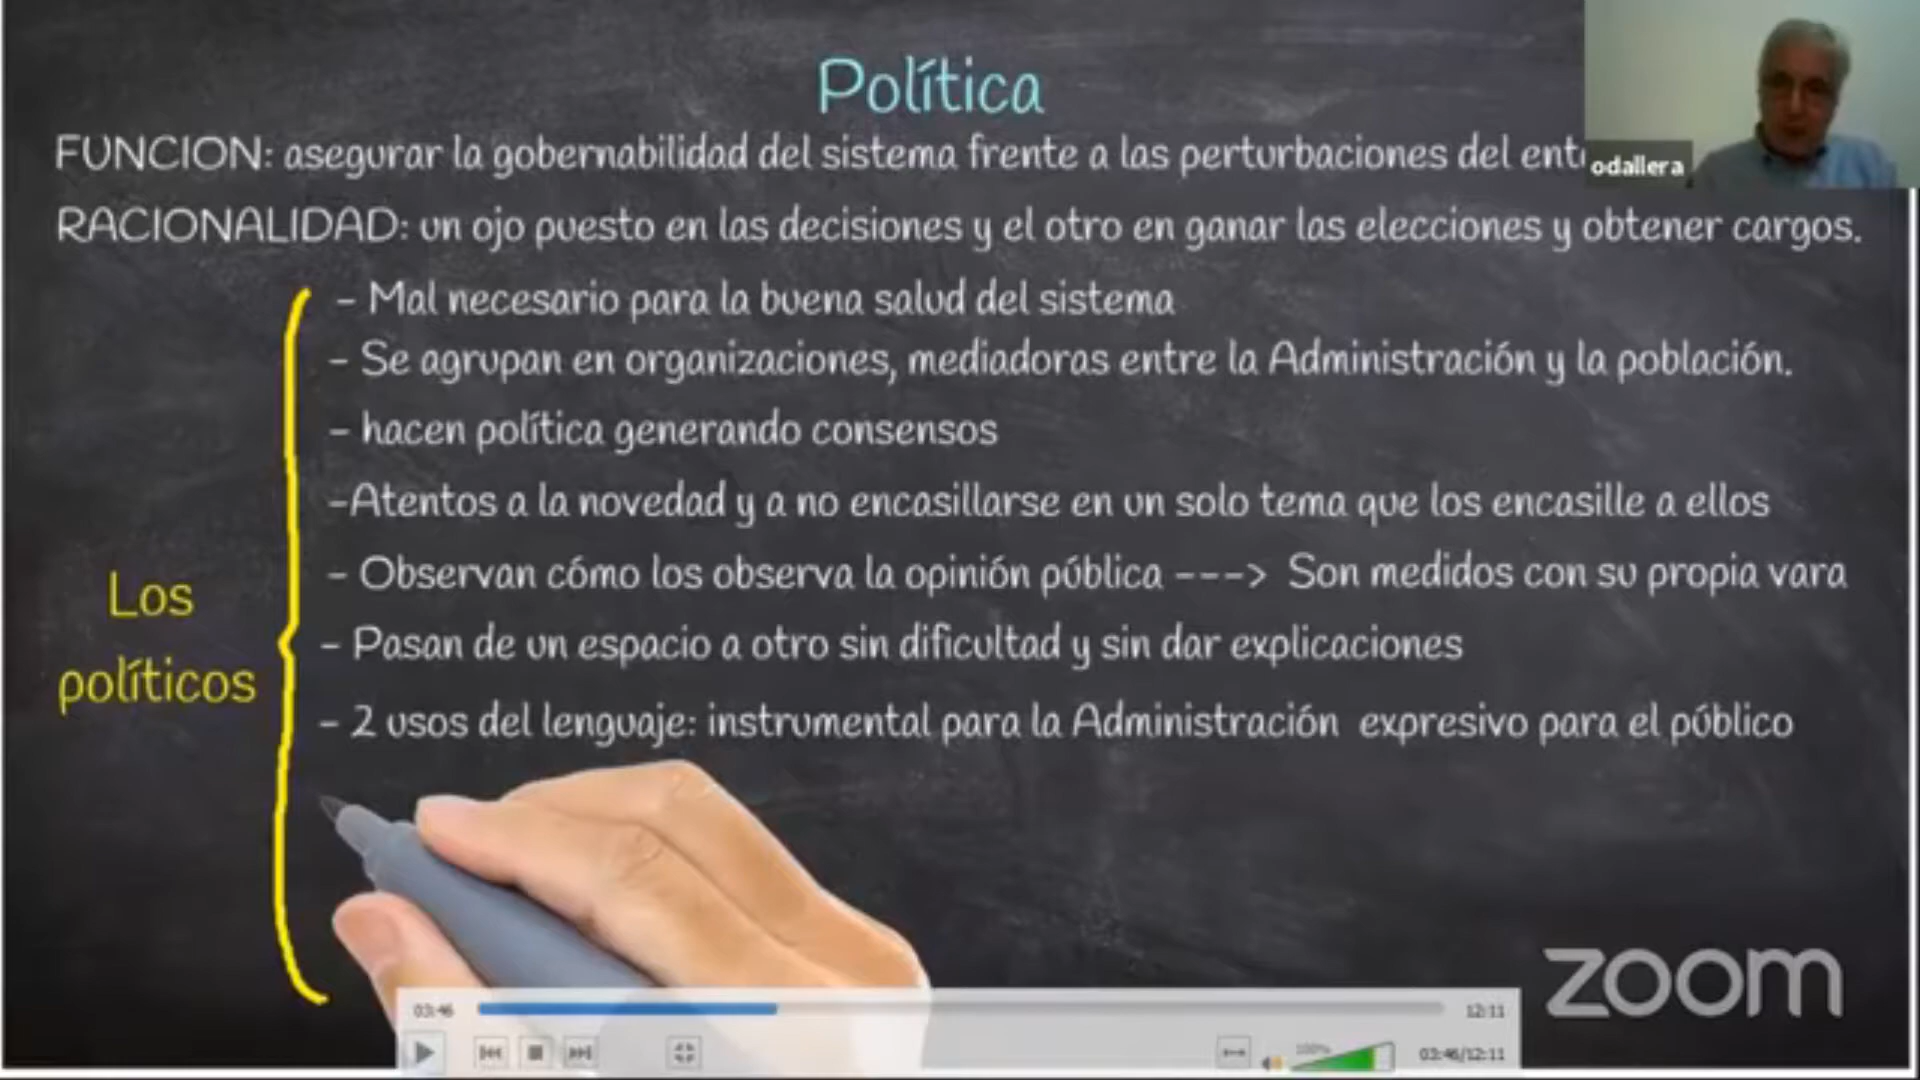 Política
FUNCION: asegurar la gobernabilidad del sistema frente a las perturbaciones del
odallera
RACIONALIDAD: un ojo puesto en las decisiones y el otro en ganar las elecciones y obtener cargos.
- Mal necesario para la buena salud del sistema
- Se agrupan en organizaciones, mediadoras entre la Administración y la población.
- hacen política generando consensos
-Atentos a la novedad y a no encasillarse en un solo tema que los encasille a ellos
- Observan cómo los observa la opinión pública ---> Son medidos con su propia vara
Los
políticos
- Pasan de un espacio a otro sin dificultad y sin dar explicaciones
- 2 usos del lenguaje: instrumental para la Administración expresivo para el público
zoom
03:46
12:11
100%
03:46/12:11